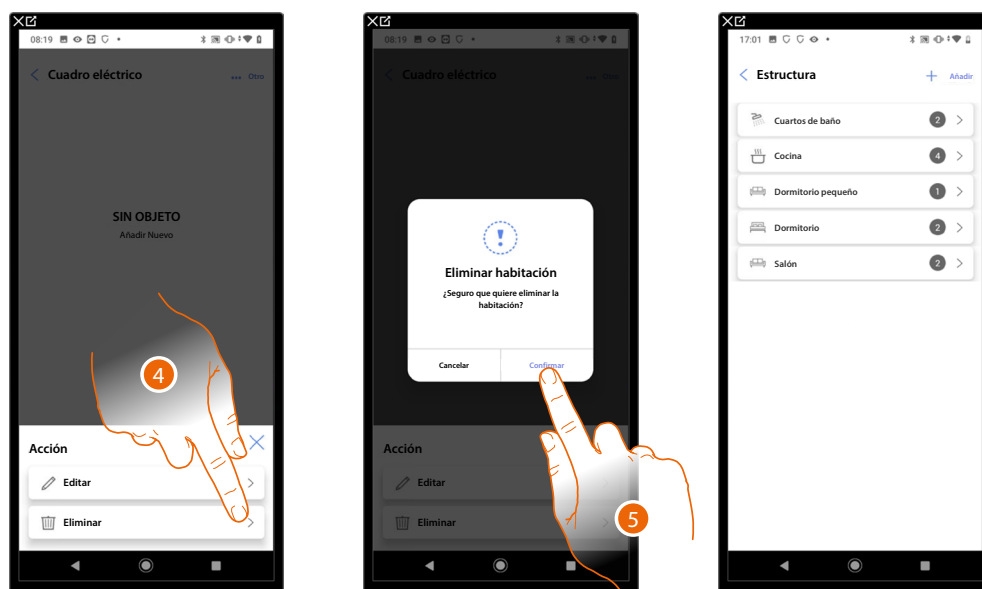 08:19
Cuadro eléctrico
••• Otro
SIN OBJETO
Añadir Nuevo
4
Acción
Editar
Eliminar
08:19
Cuadro eléctrico
••• Otro
Eliminar habitación
¿Seguro que quiere eliminar la
habitación?
Cancelar
Confirmar
Acción
Editar
Eliminar
5
17:01
Estructura
+ Añadir
Cuartos de baño 2
Cocina 4
Dormitorio pequeño 1
Dormitorio 2
Salón 2